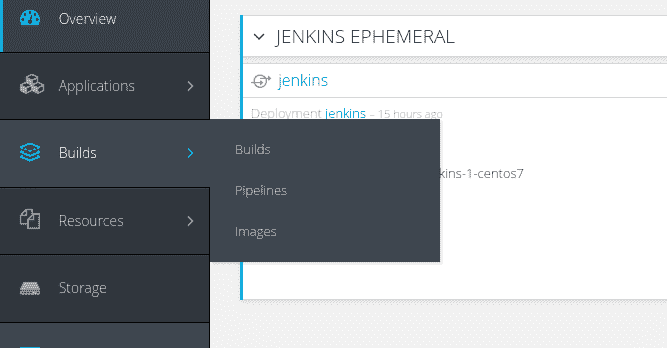 Overview
Applications
Builds
Resources
Storage
Builds
Pipelines
Images
JENKINS EPHEMERAL
jenkins
Deployment jenkins - 15 hours ago
kins-1-centos7